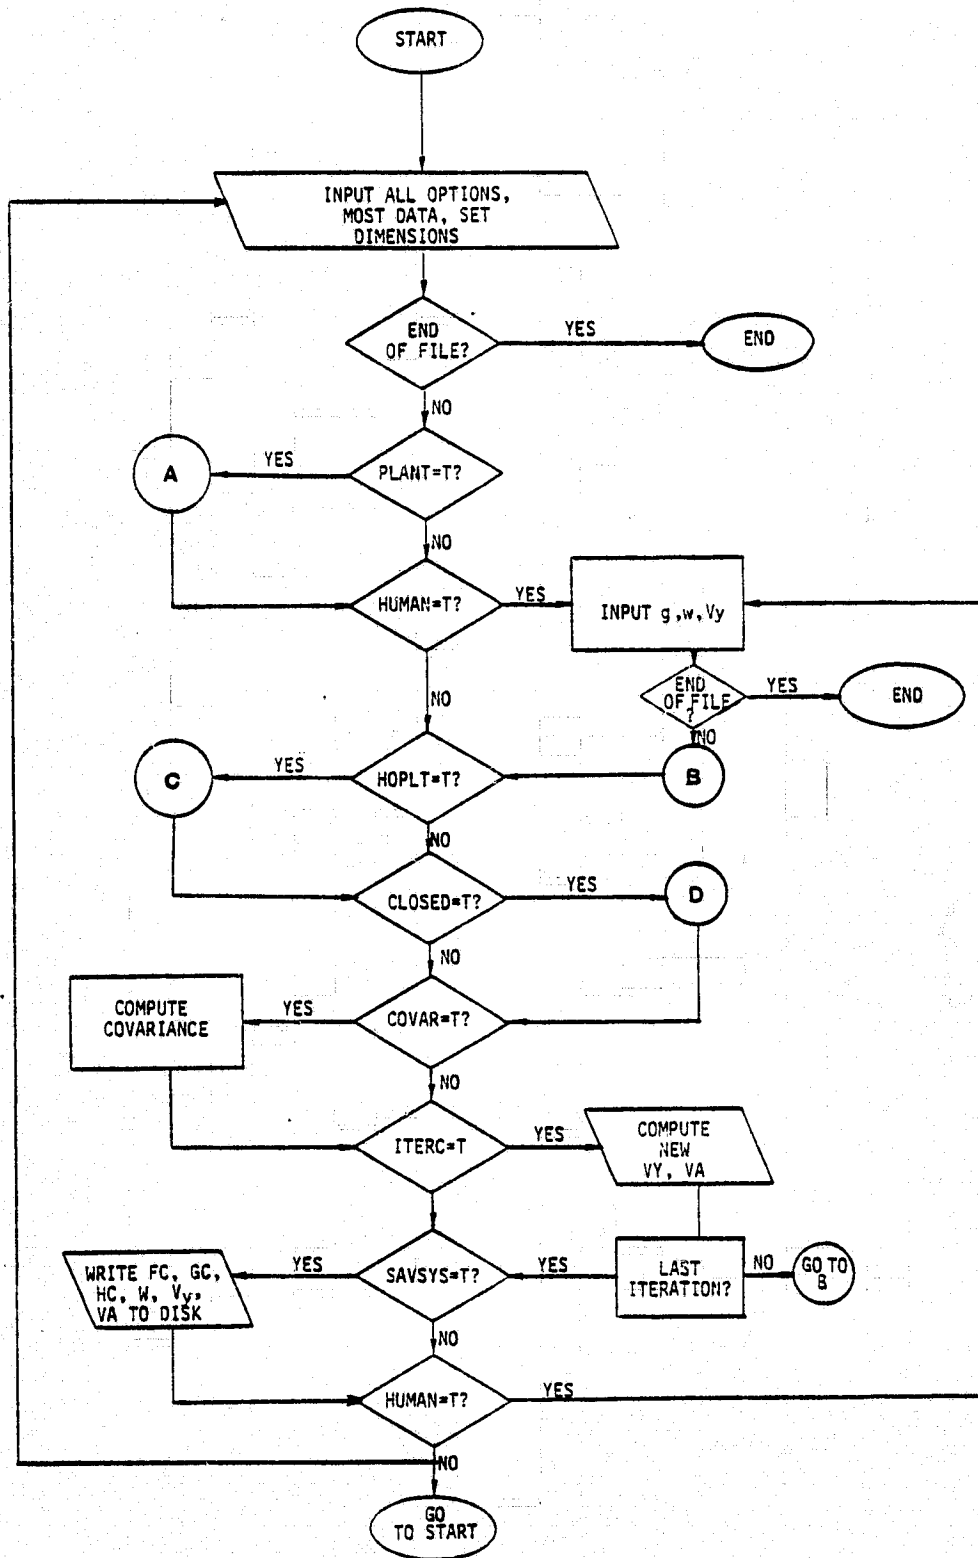 START
INPUT ALL OPTIONS,
MOST DATA, SET
DIMENSIONS
END
OF FILE?
YES
END
NO
A
YES
PLANT=T?
NO
HUMAN=T?
YES
INPUT g,w,Vy
NO
END
OF FILE
?
YES
END
NO
C
YES
HOPLT=T?
B
NO
CLOSED=T?
YES
D
NO
COMPUTE
COVARIANCE
YES
COVAR=T?
NO
ITERC=T
YES
COMPUTE
NEW
VY, VA
WRITE FC, GC,
HC, W, Vy,
VA TO DISK
YES
SAVSYS=T?
YES
LAST
ITERATION?
NO
GO TO
B
NO
HUMAN=T?
YES
NO
GO
TO START